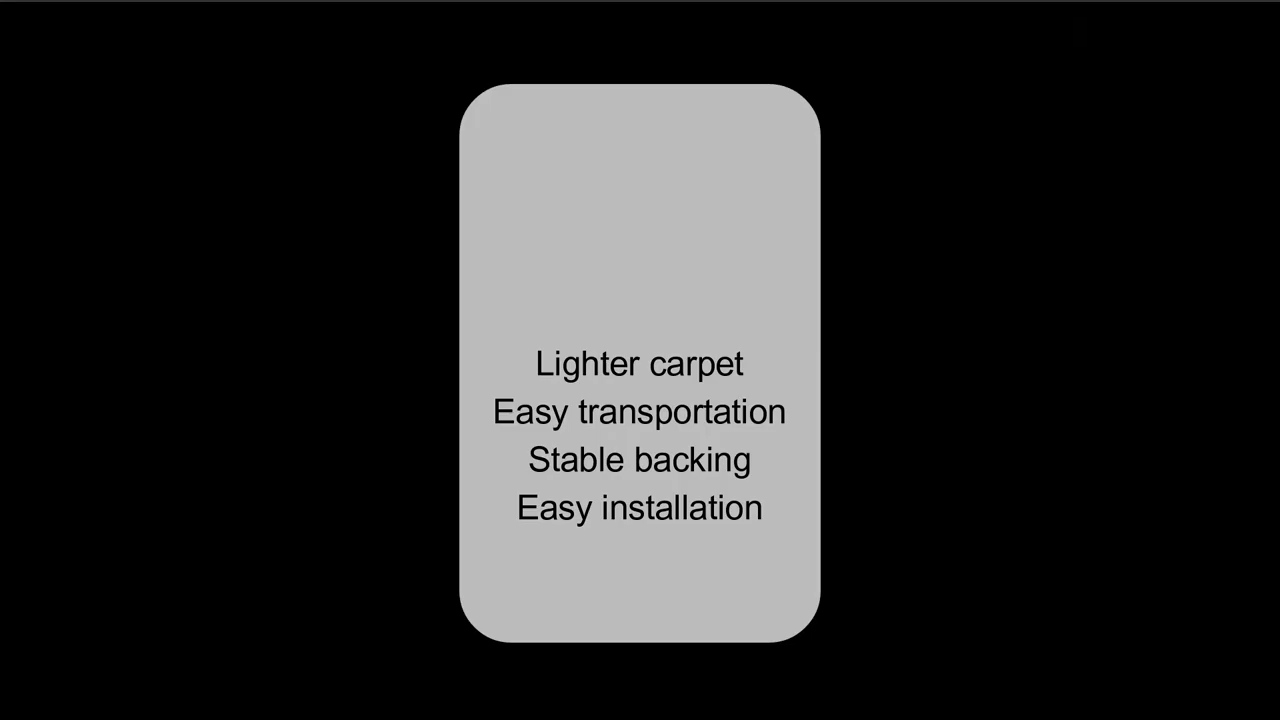 Lighter carpet
Easy transportation
Stable backing
Easy installation